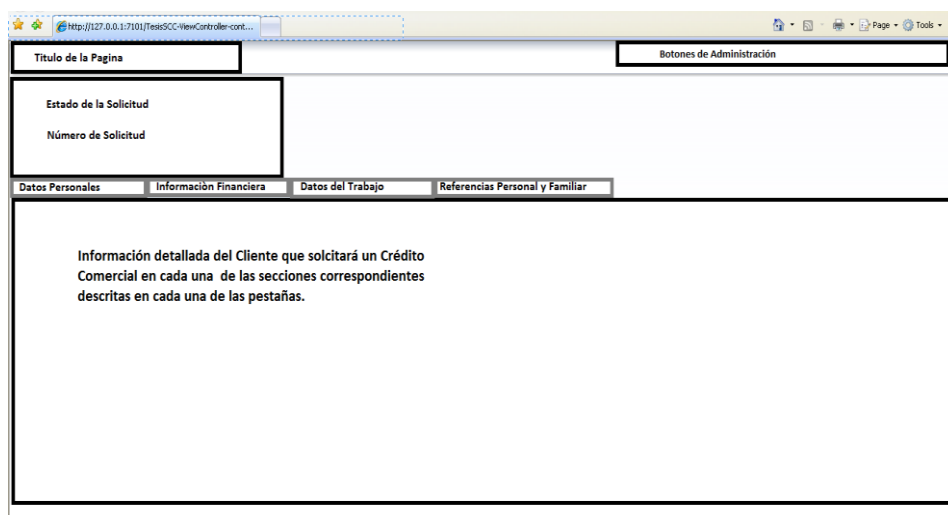 http://127.0.0.1:7101/TesisSCC-ViewController-cont...
Page
Tools
Titulo de la Pagina
Botones de Administración
Estado de la Solicitud
Número de Solicitud
Datos Personales
Informaciòn Financiera
Datos del Trabajo
Referencias Personal y Familiar
Información detallada del Cliente que solcitará un Crédito
Comercial en cada una de las secciones correspondientes
descritas en cada una de las pestañas.